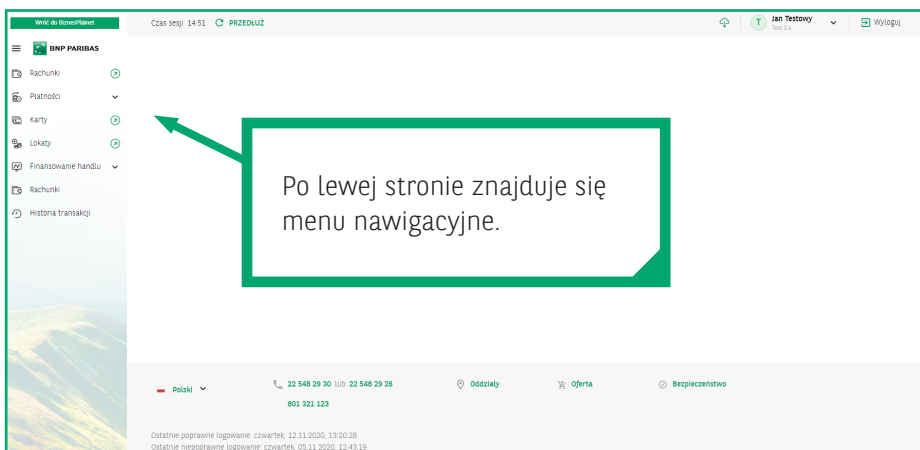 Wróć do BiznesPl@net
Czas sesji: 14:51 PRZEDŁUŻ
T Jan Testowy
Test S.A.
Wyloguj
BNP PARIBAS
Rachunki
Płatności
Karty
Lokaty
Finansowanie handlu
Rachunki
Historia transakcji
Po lewej stronie znajduje się
menu nawigacyjne.
Polski
22 548 29 30 lub 22 548 29 26
801 321 123
Oddziały
Oferta
Bezpieczeństwo
Ostatnie poprawne logowanie: czwartek, 12.11.2020, 13:20:28
Ostatnie niepoprawne logowanie: czwartek, 05.11.2020, 12:43:19